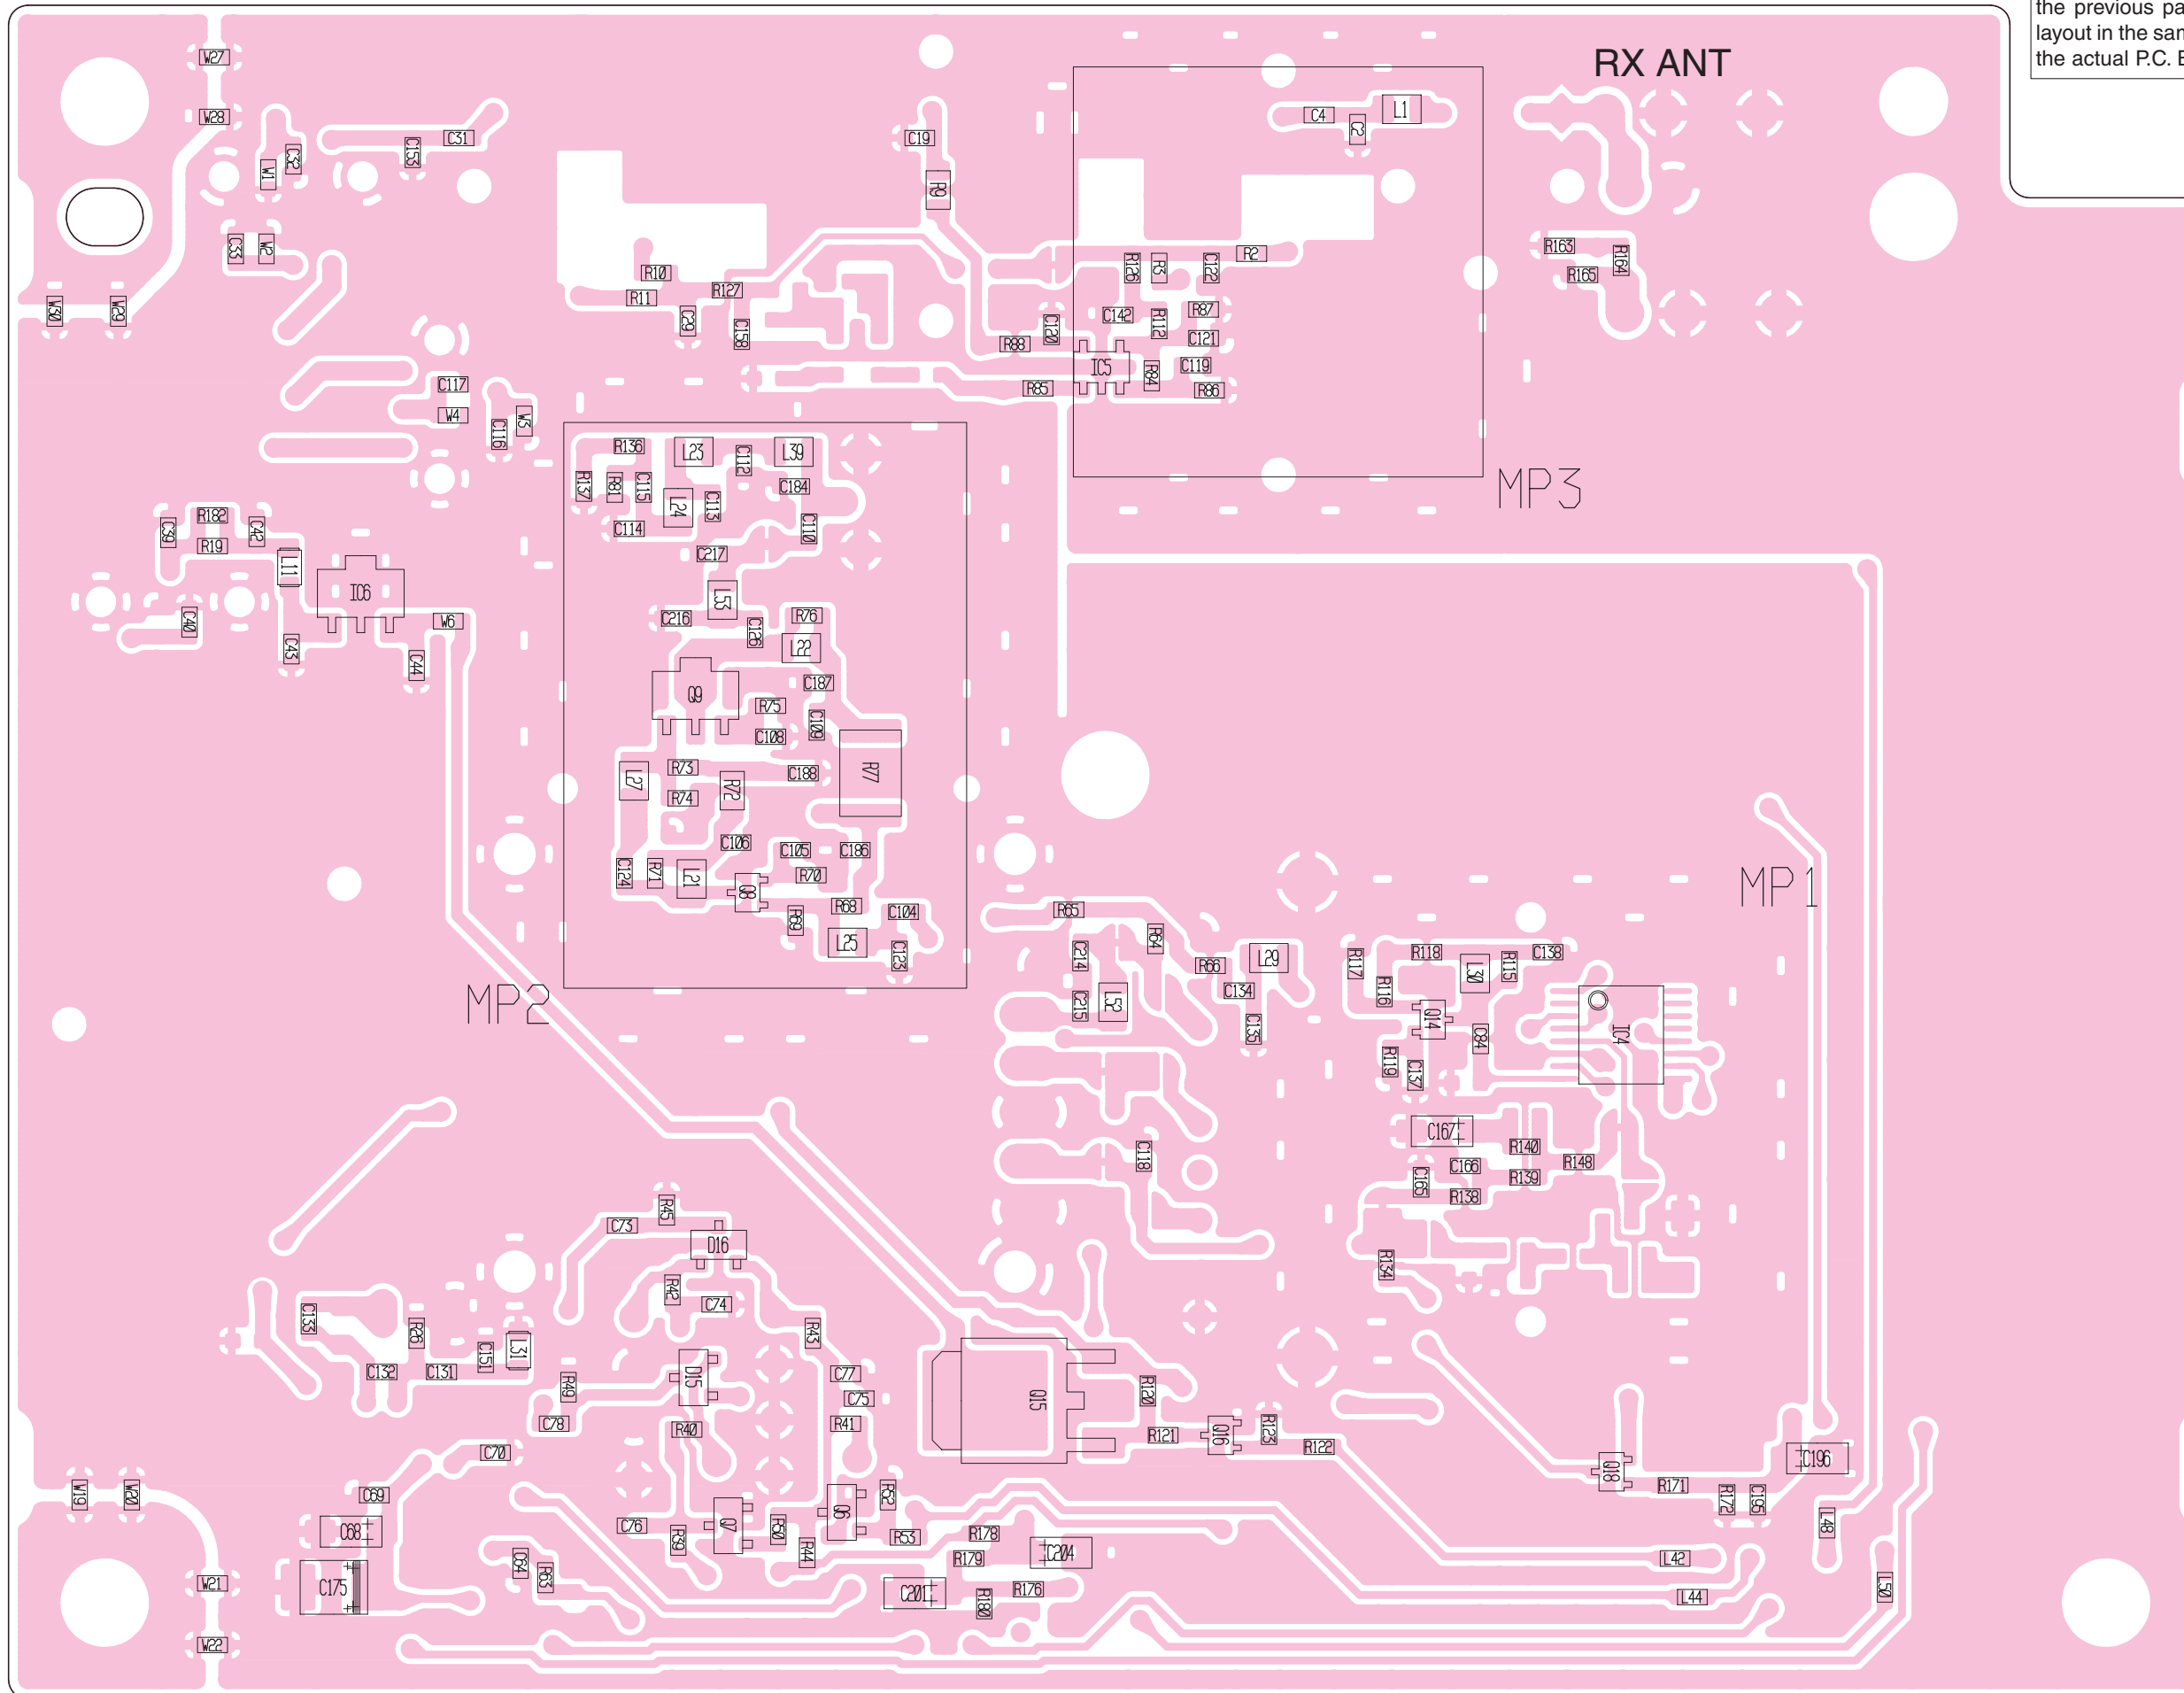 the previous pa
layout in the sar
the actual P.C. B
RX ANT
W27
W28
C32
W1
C153
C31
C19
R9
C4
C2
L1
C33
W2
W30
W29
R10
R11
R127
C29
C158
R2
R126
R3
C122
R163
R165
R164
C142
R112
R87
C121
C120
R88
IC5
R84
C119
R86
R85
C117
W4
C116
W3
R136
L23
C112
L39
R137
R81
C115
L24
C113
C184
C114
C110
C217
MP3
C39
R182
R19
C42
L11
IC6
C40
C43
C44
W6
L53
C216
C126
R76
L22
Q9
C187
R75
C109
C108
L27
R73
R74
R72
C188
R77
C106
C105
C186
C124
R71
L21
Q8
R70
R69
R68
C104
L25
C123
MP2
MP1
R65
R64
C214
R66
L29
C134
C215
L52
C135
R117
R118
C138
R116
L30
R115
Q14
C84
IC4
R119
C137
C167
R140
C166
R148
R139
C165
R138
C118
R134
R45
C73
D16
R42
C74
R43
C133
R26
C151
L31
C132
C131
R49
D15
C77
C75
C78
R40
R41
C70
Q15
R120
R121
Q16
R123
R122
Q18
R171
C196
R172
C195
L48
W19
W20
C69
C68
C76
R39
Q7
R50
R44
Q6
R52
R53
R178
R179
C204
L42
W21
C175
C64
R63
C201
R180
R176
L44
L50
W22